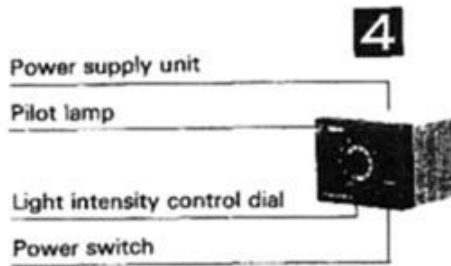 4
Power supply unit
Pilot lamp
Light intensity control dial
Power switch